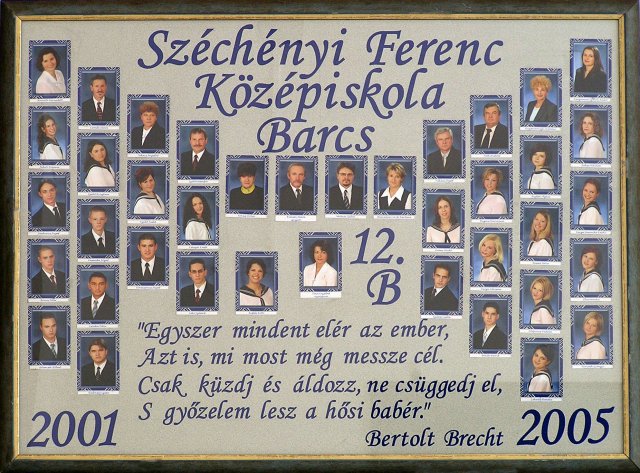 Széchényi Ferenc
Középiskola
Barcs
12.
B
"Egyszer mindent elér az ember,
Azt is, mi most még messze cél.
Csak küzdj és áldozz, ne csüggedj el,
S győzelem lesz a hősi babér."
Bertolt Brecht
2001
2005